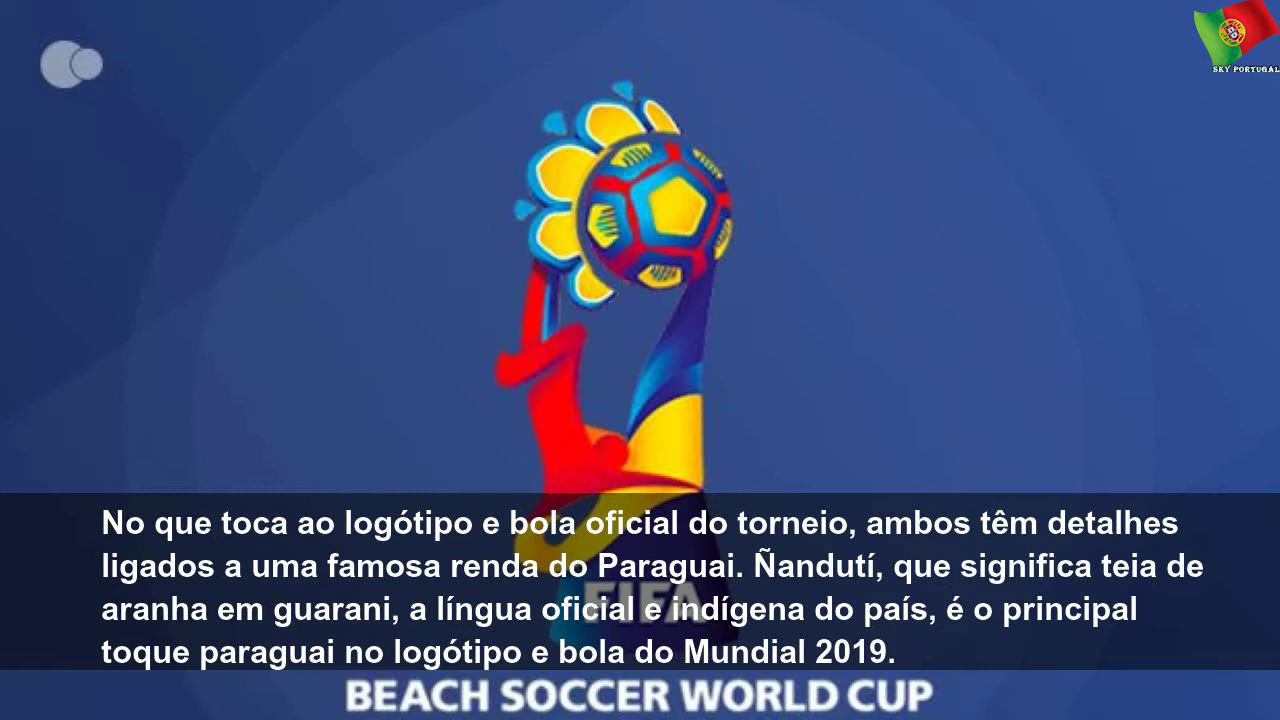 SKY PORTUGAL
No que toca ao logótipo e bola oficial do torneio, ambos têm detalhes
ligados a uma famosa renda do Paraguai. Ñandutí, que significa teia de
aranha em guarani, a língua oficial e indígena do país, é o principal
toque paraguai no logótipo e bola do Mundial 2019.
FIFA
BEACH SOCCER WORLD CUP